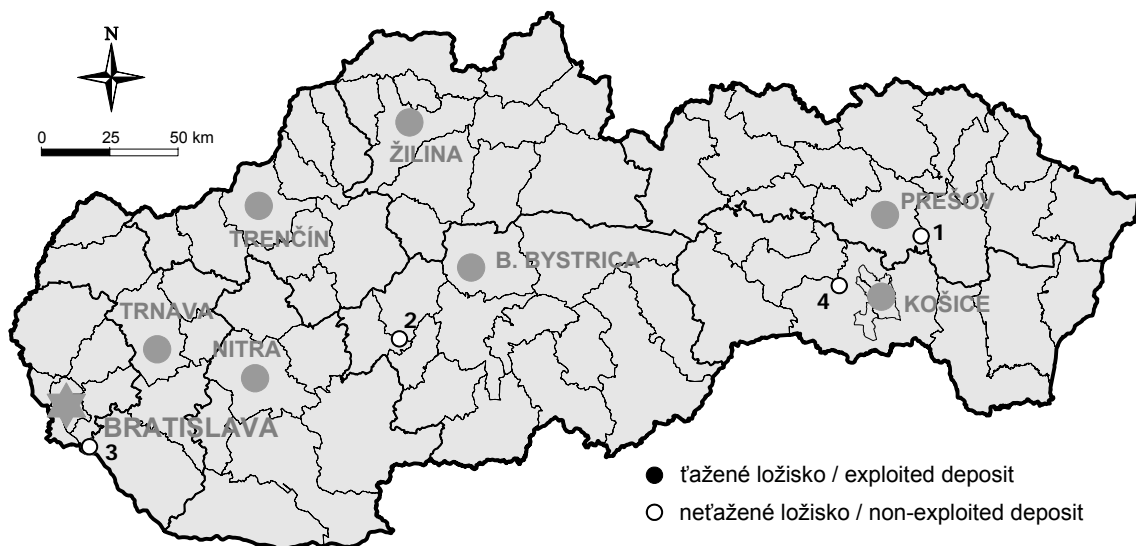 N
0 25 50 km
ŽILINA
PREŠOV
TRENČÍN
1
B. BYSTRICA
4
KOŠICE
TRNAVA
2
NITRA
BRATISLAVA
3
ťažené ložisko / exploited deposit
neťažené ložisko / non-exploited deposit